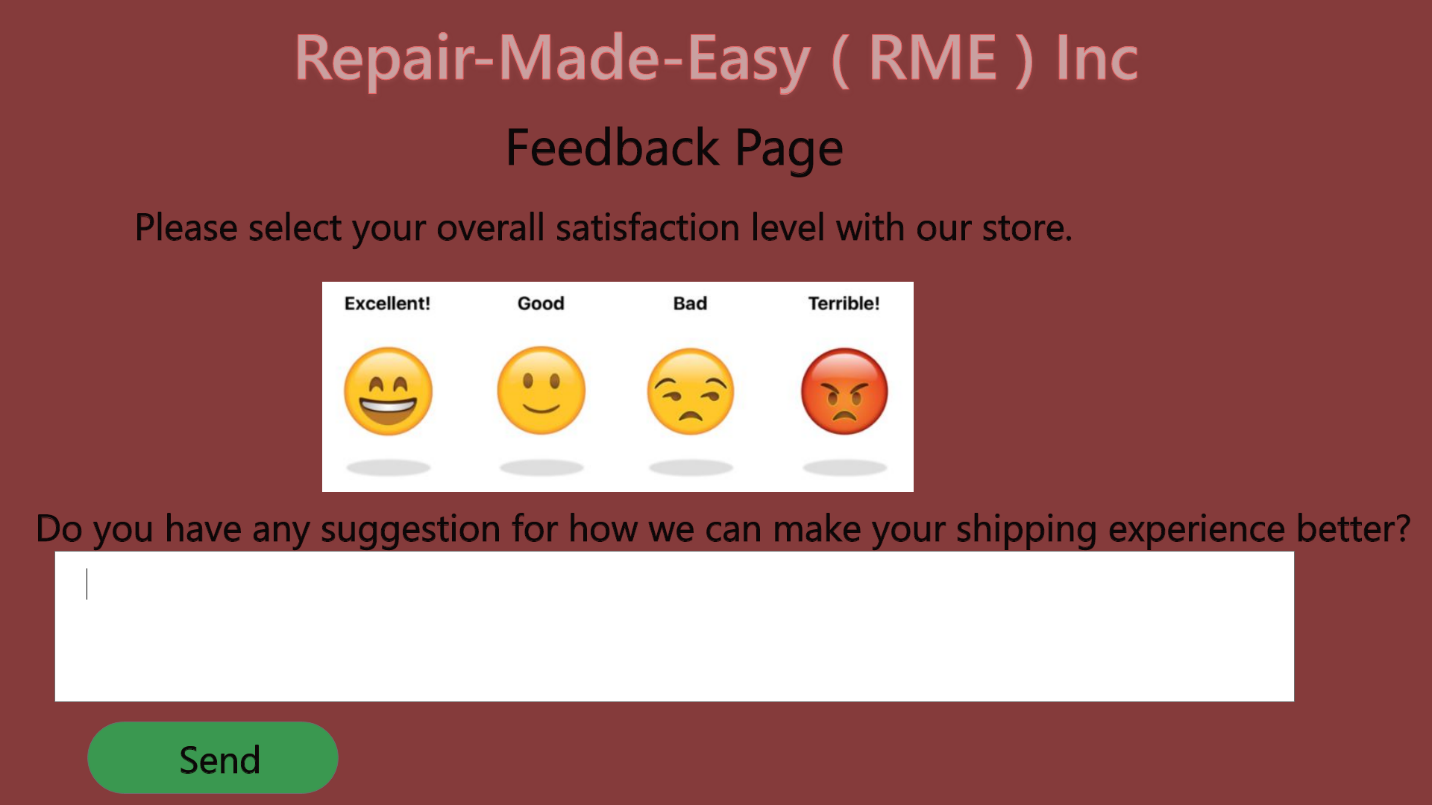 Repair-Made-Easy ( RME ) Inc
Feedback Page
Please select your overall satisfaction level with our store.
Excellent! Good Bad Terrible!
Do you have any suggestion for how we can make your shipping experience better?
Send